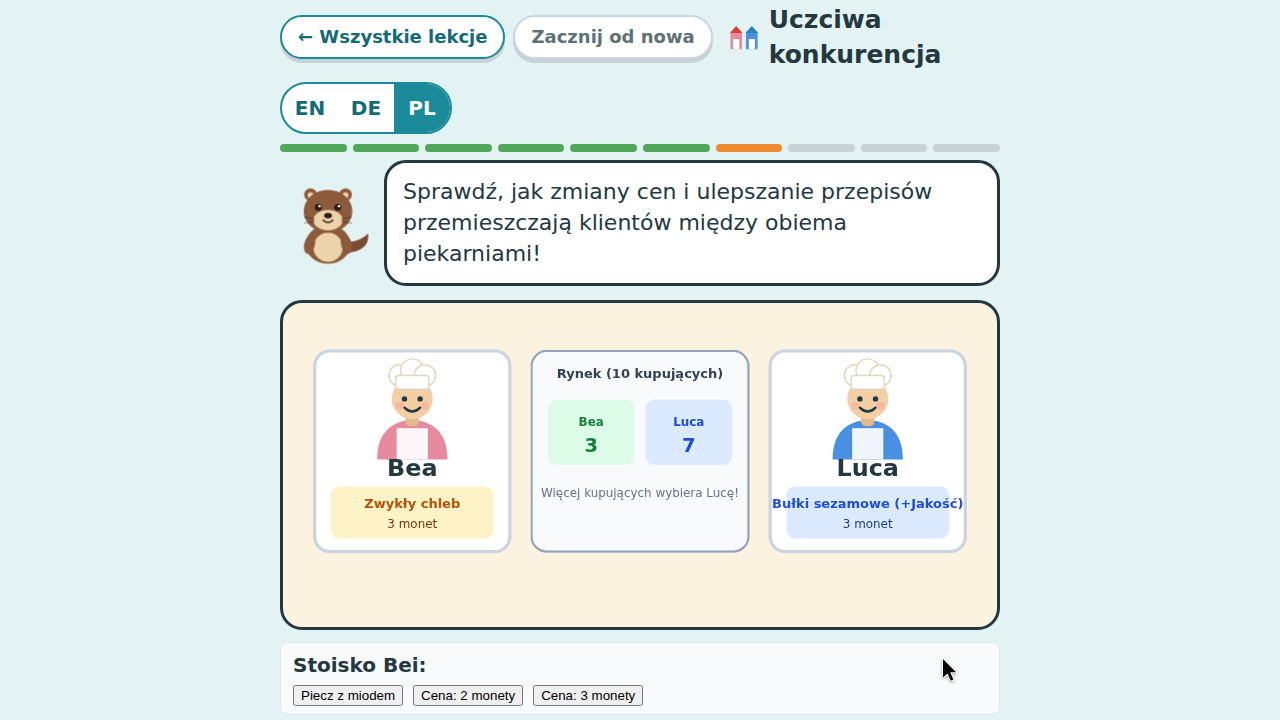 ← Wszystkie lekcje
Zacznij od nowa
Uczciwa
konkurencja
EN DE PL
Sprawdź, jak zmiany cen i ulepszanie przepisów
przemieszczają klientów między obiema
piekarniami!
Bea
Zwykły chleb
3 monet
Rynek (10 kupujących)
Bea
3
Luca
7
Więcej kupujących wybiera Lucę!
Luca
Bułki sezamowe (+Jakość)
3 monet
Stoisko Bei:
Piecz z miodem
Cena: 2 monety
Cena: 3 monety